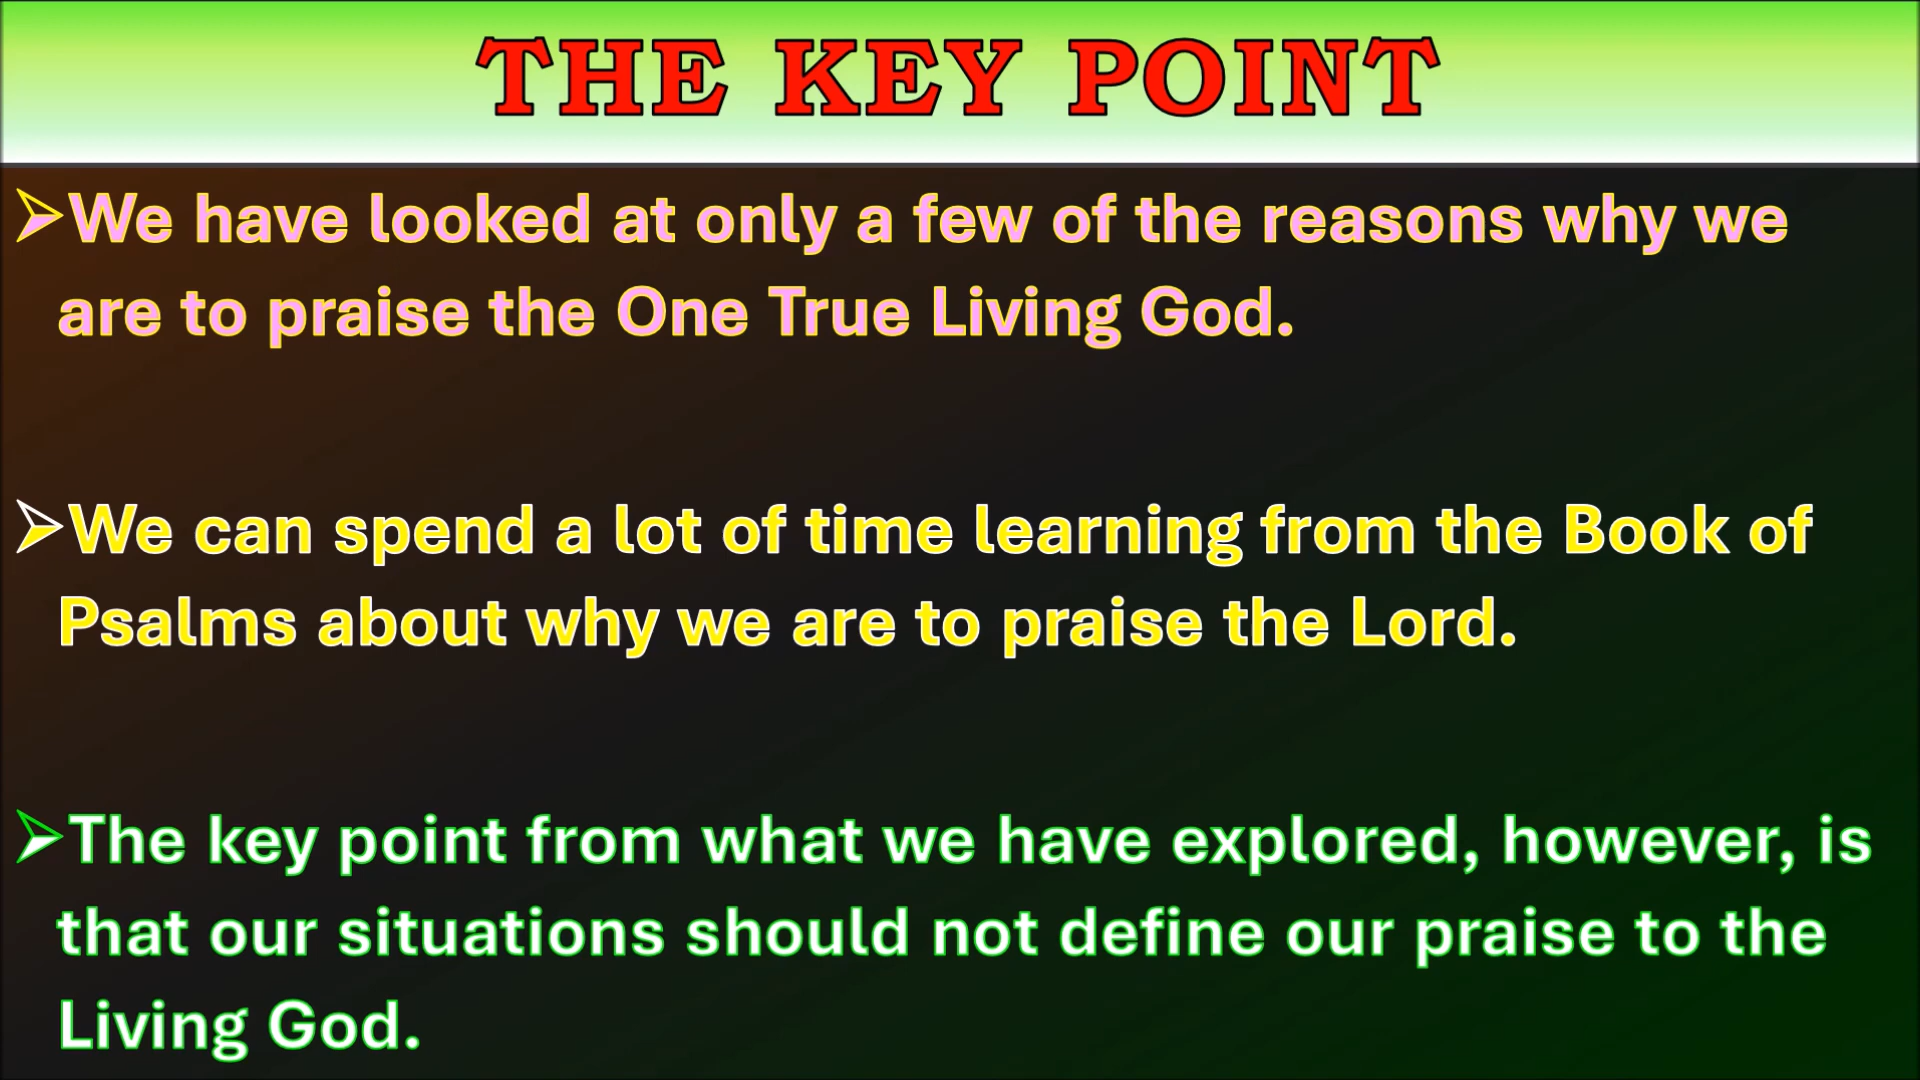 THE KEY POINT
➢We have looked at only a few of the reasons why we
are to praise the One True Living God.
➢We can spend a lot of time learning from the Book of
Psalms about why we are to praise the Lord.
➢The key point from what we have explored, however, is
that our situations should not define our praise to the
Living God.